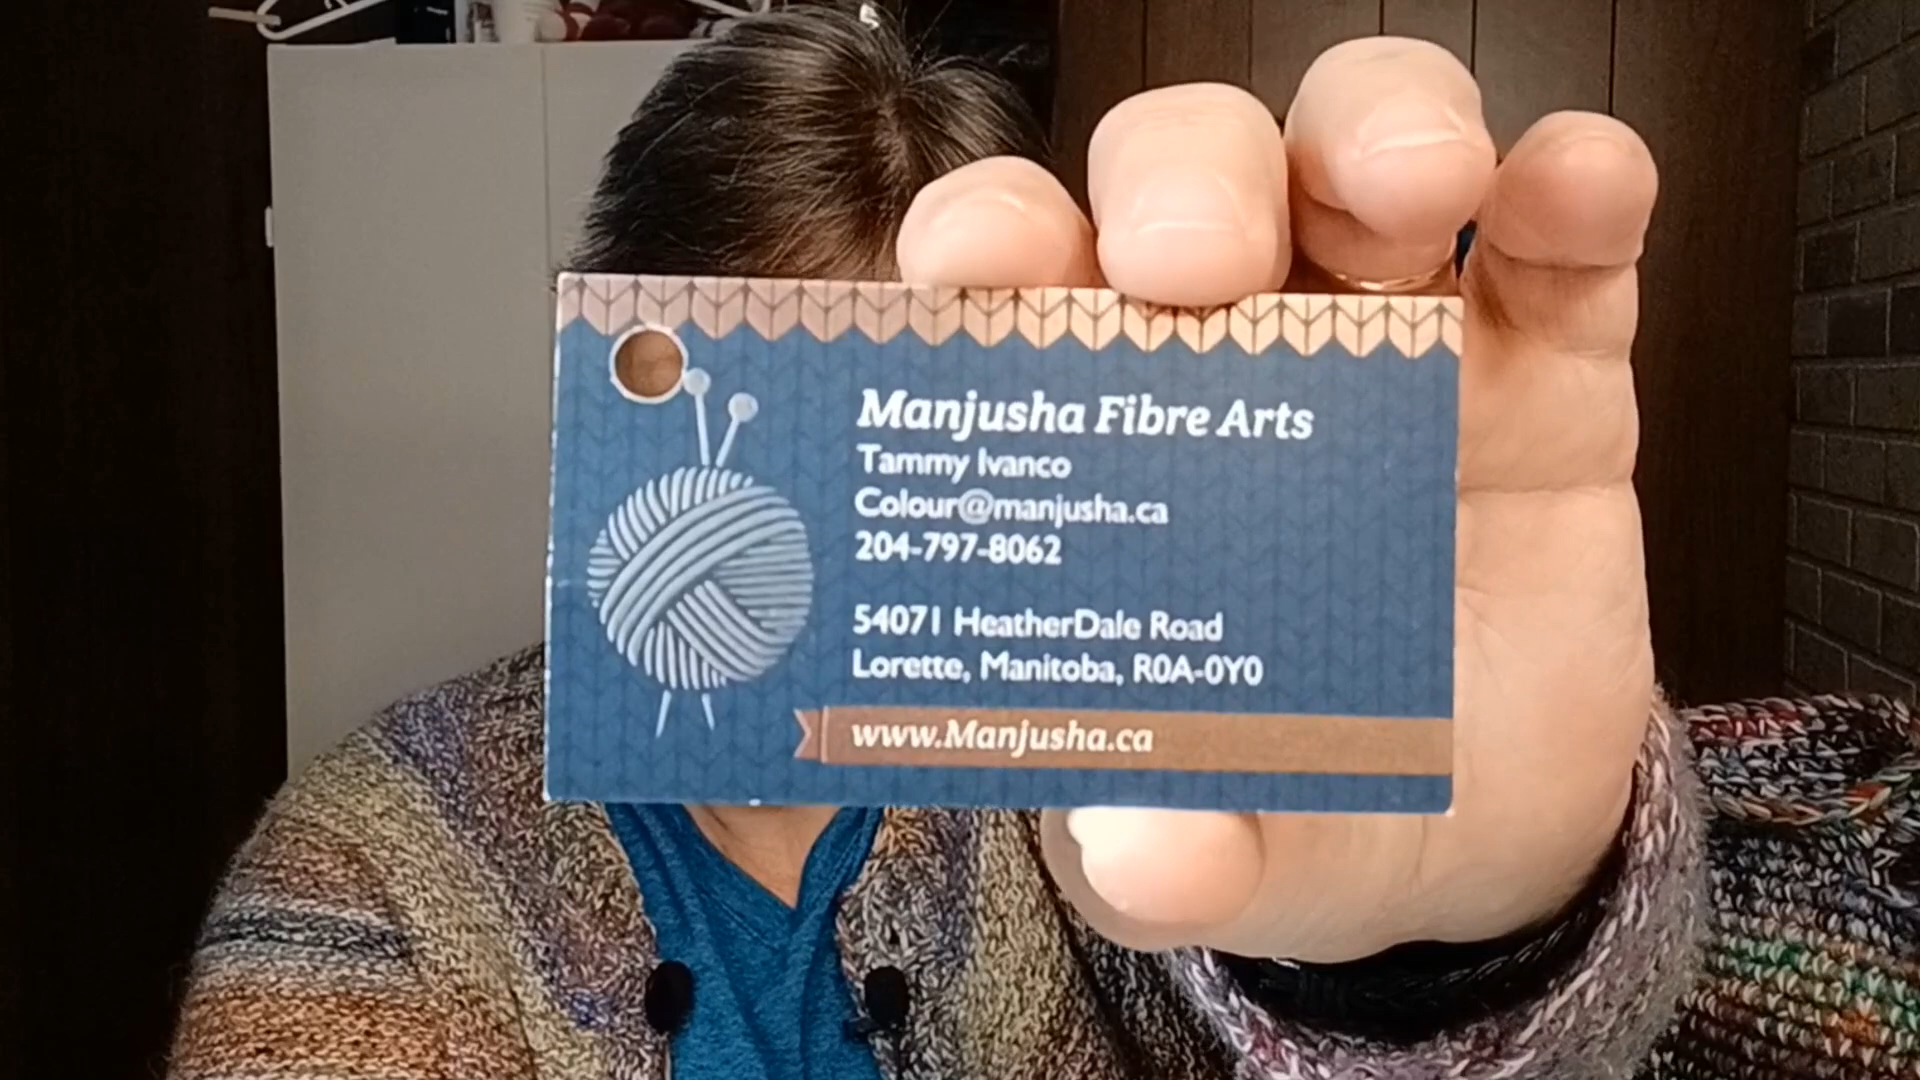 Manjusha Fibre Arts
Tammy Ivanco
Colour@manjusha.ca
204-797-8062
54071 HeatherDale Road
Lorette, Manitoba, R0A-0Y0
www.Manjusha.ca